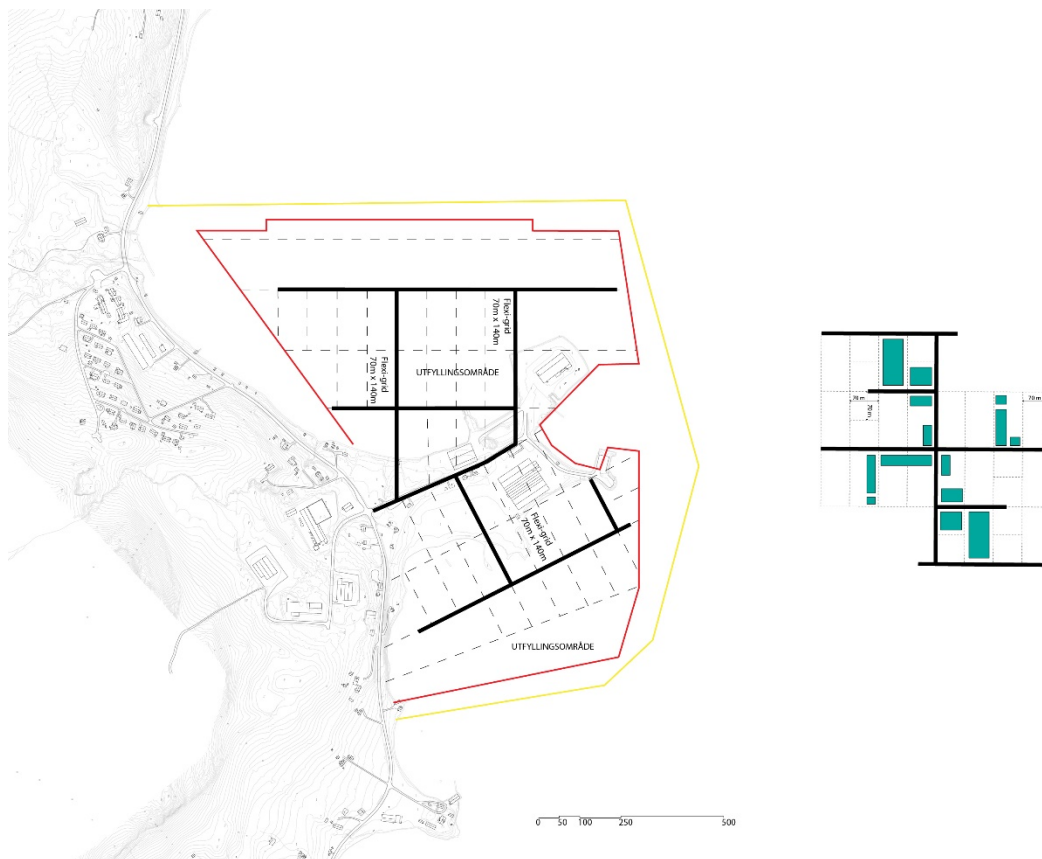 Flexi-grid
70m x 140m
Flexi-grid
70m x 140m
UTFYLLINGSOMRÅDE
Flexi-grid
70m x 140m
UTFYLLINGSOMRÅDE
70 m
70 m
70 m
0 50 100 250 500